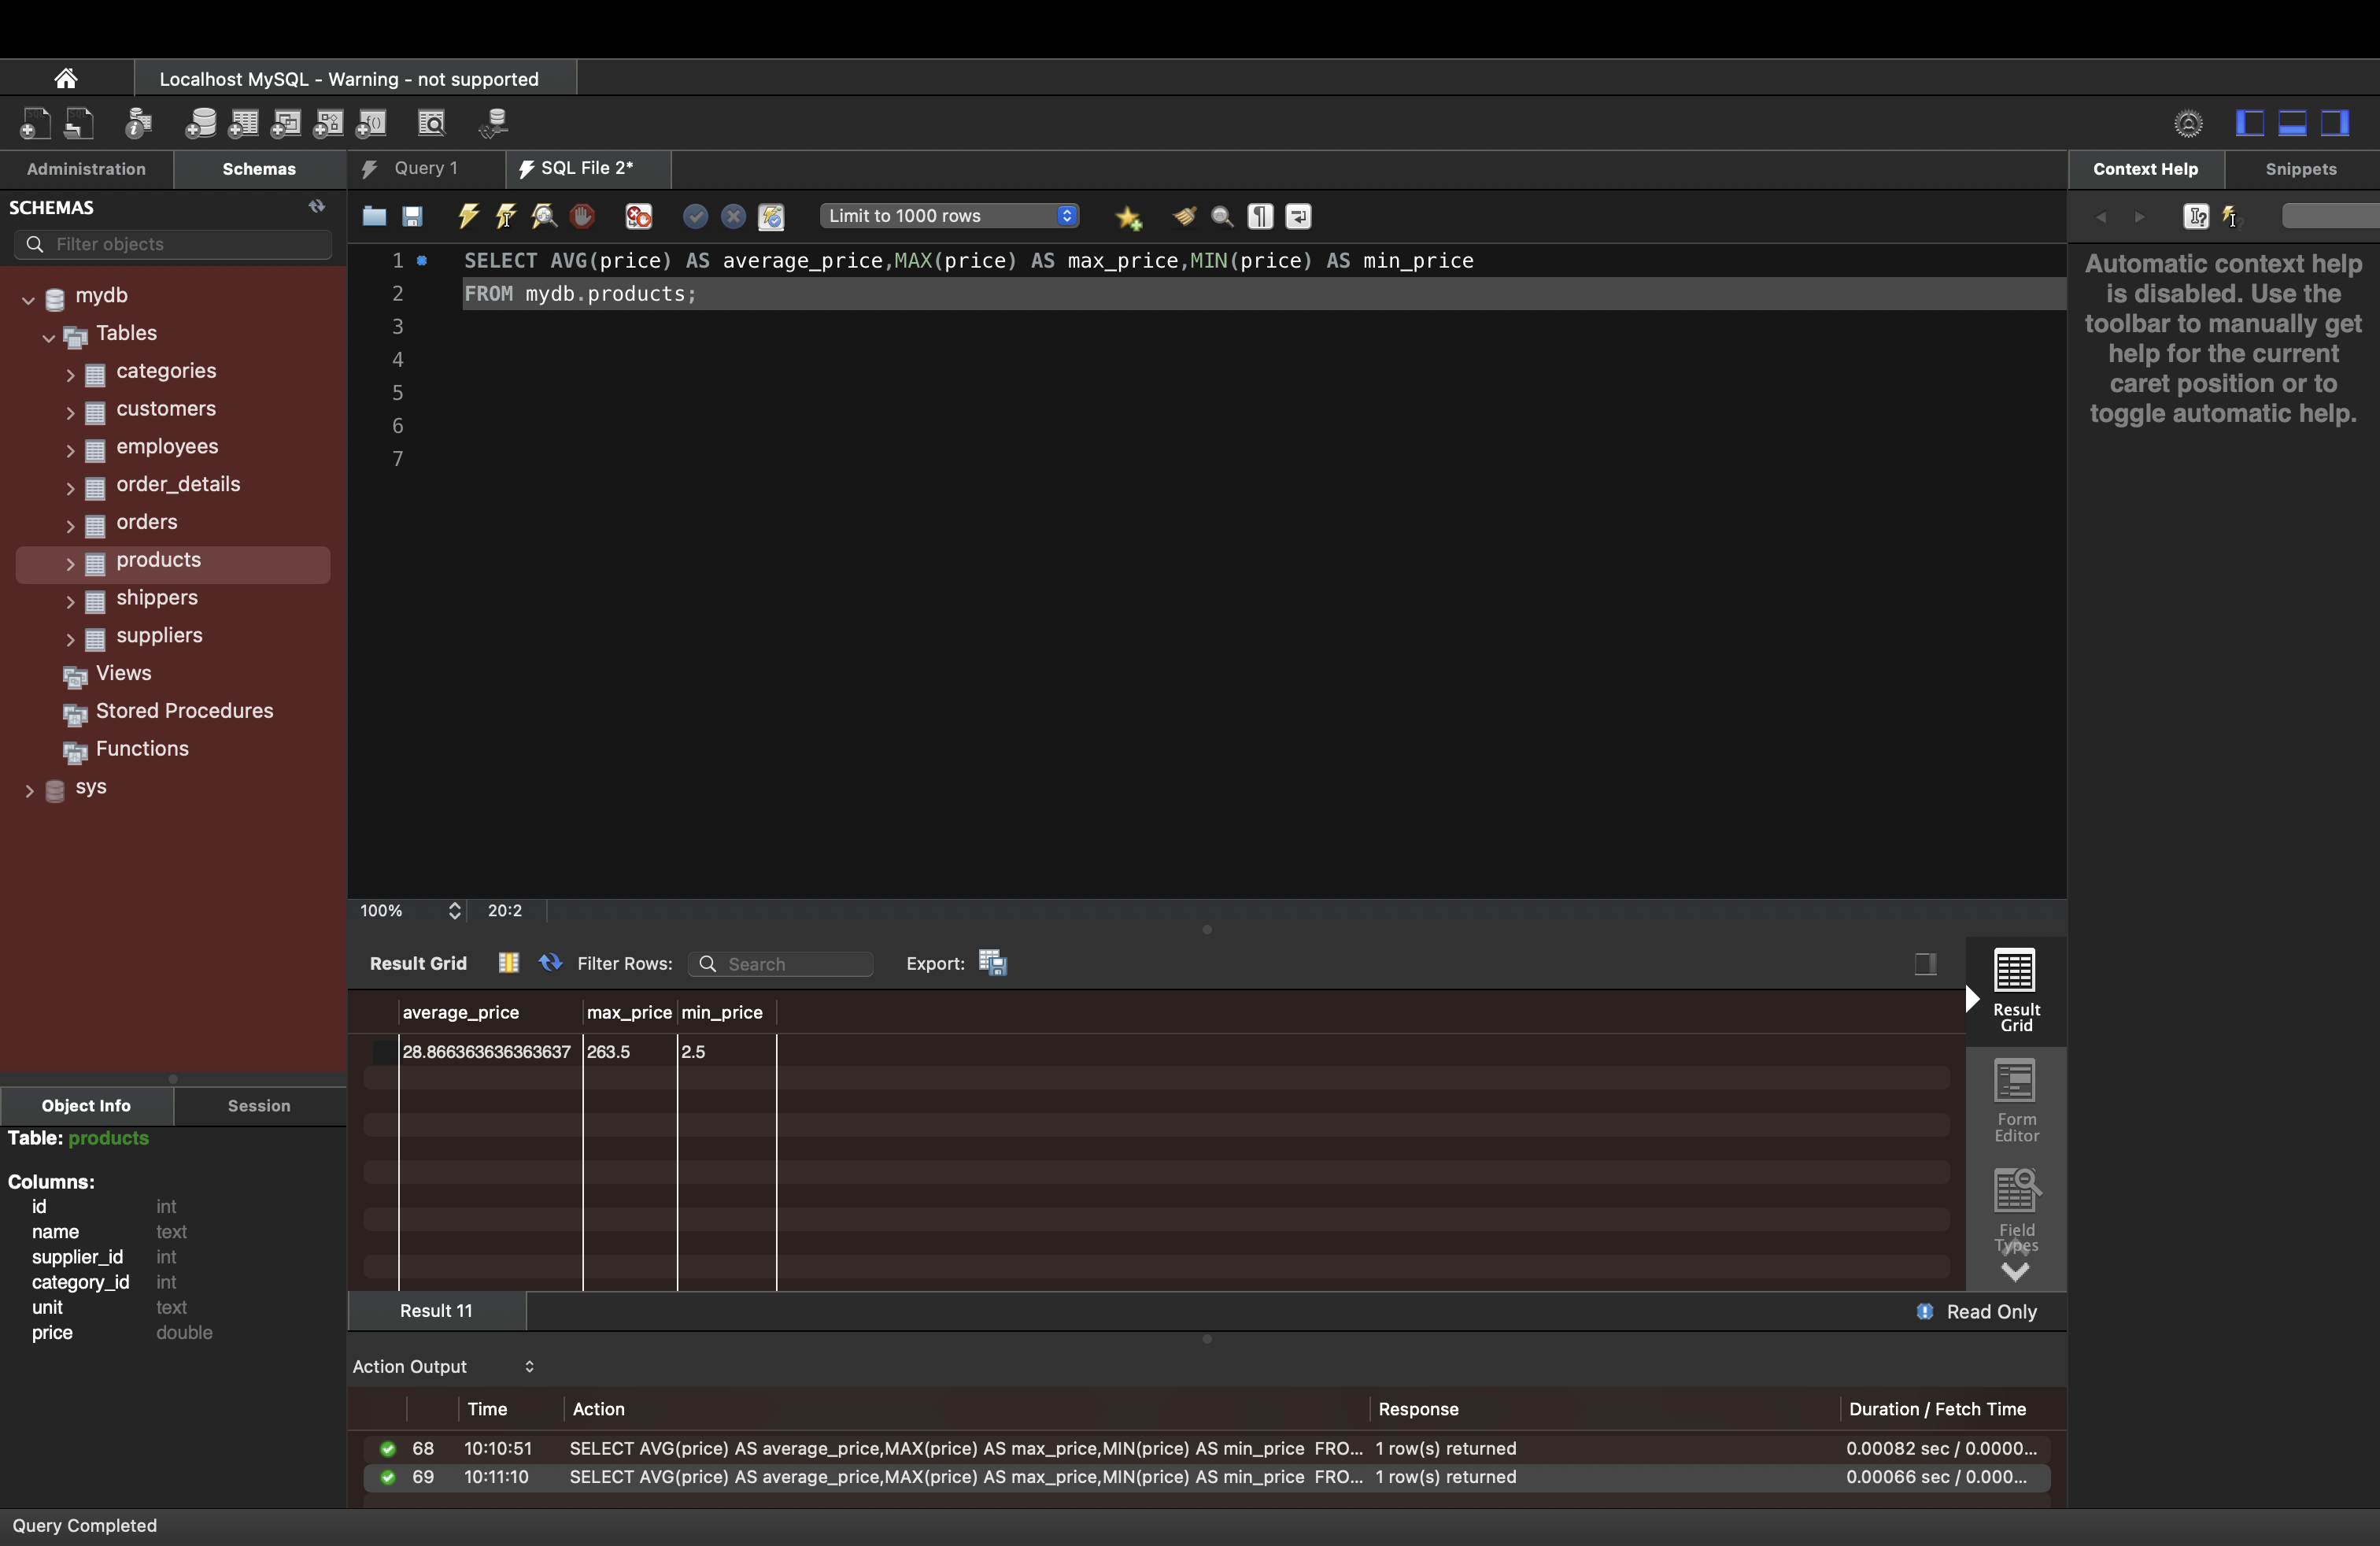 Localhost MySQL - Warning - not supported
Administration
Schemas
Query 1
SQL File 2*
Context Help
Snippets
SCHEMAS
Filter objects
Limit to 1000 rows
mydb
Tables
categories
customers
employees
order_details
orders
products
shippers
suppliers
Views
Stored Procedures
Functions
sys
1 SELECT AVG(price) AS average_price,MAX(price) AS max_price,MIN(price) AS min_price
2 FROM mydb.products;
3
4
5
6
7
Automatic context help
is disabled. Use the
toolbar to manually get
help for the current
caret position or to
toggle automatic help.
100%
20:2
Result Grid
Filter Rows:
Search
Export:
average_price max_price min_price
28.866363636363637 263.5 2.5
Result
Grid
Form
Editor
Field
Types
Object Info
Session
Table: products
Columns:
id int
name text
supplier_id int
category_id int
unit text
price double
Result 11
Read Only
Action Output
Time Action Response Duration / Fetch Time
68 10:10:51 SELECT AVG(price) AS average_price,MAX(price) AS max_price,MIN(price) AS min_price FRO... 1 row(s) returned 0.00082 sec / 0.0000...
69 10:11:10 SELECT AVG(price) AS average_price,MAX(price) AS max_price,MIN(price) AS min_price FRO... 1 row(s) returned 0.00066 sec / 0.000...
Query Completed